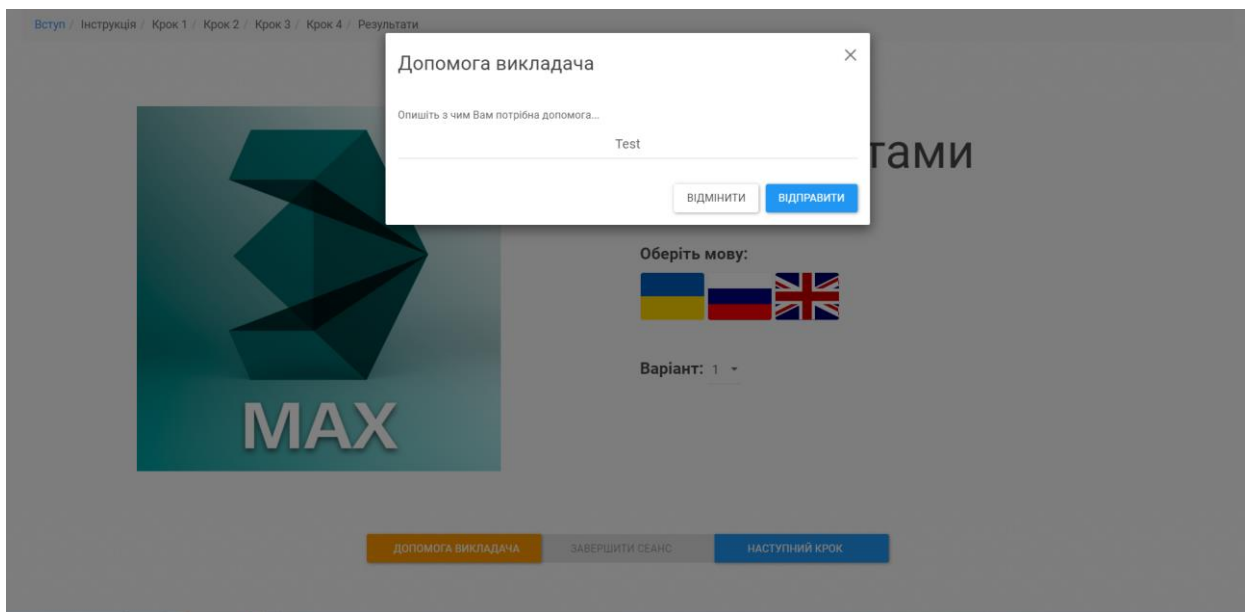 Вступ / Інструкція / Крок 1 / Крок 2 / Крок 3 / Крок 4 / Результати
Допомога викладача
Опишіть з чим Вам потрібна допомога...
Test
ВІДМІНИТИ ВІДПРАВИТИ
MAX
Оберіть мову:
Варіант: 1
ДОПОМОГА ВИКЛАДАЧА ЗАВЕРШИТИ СЕАНС НАСТУПНИЙ КРОК